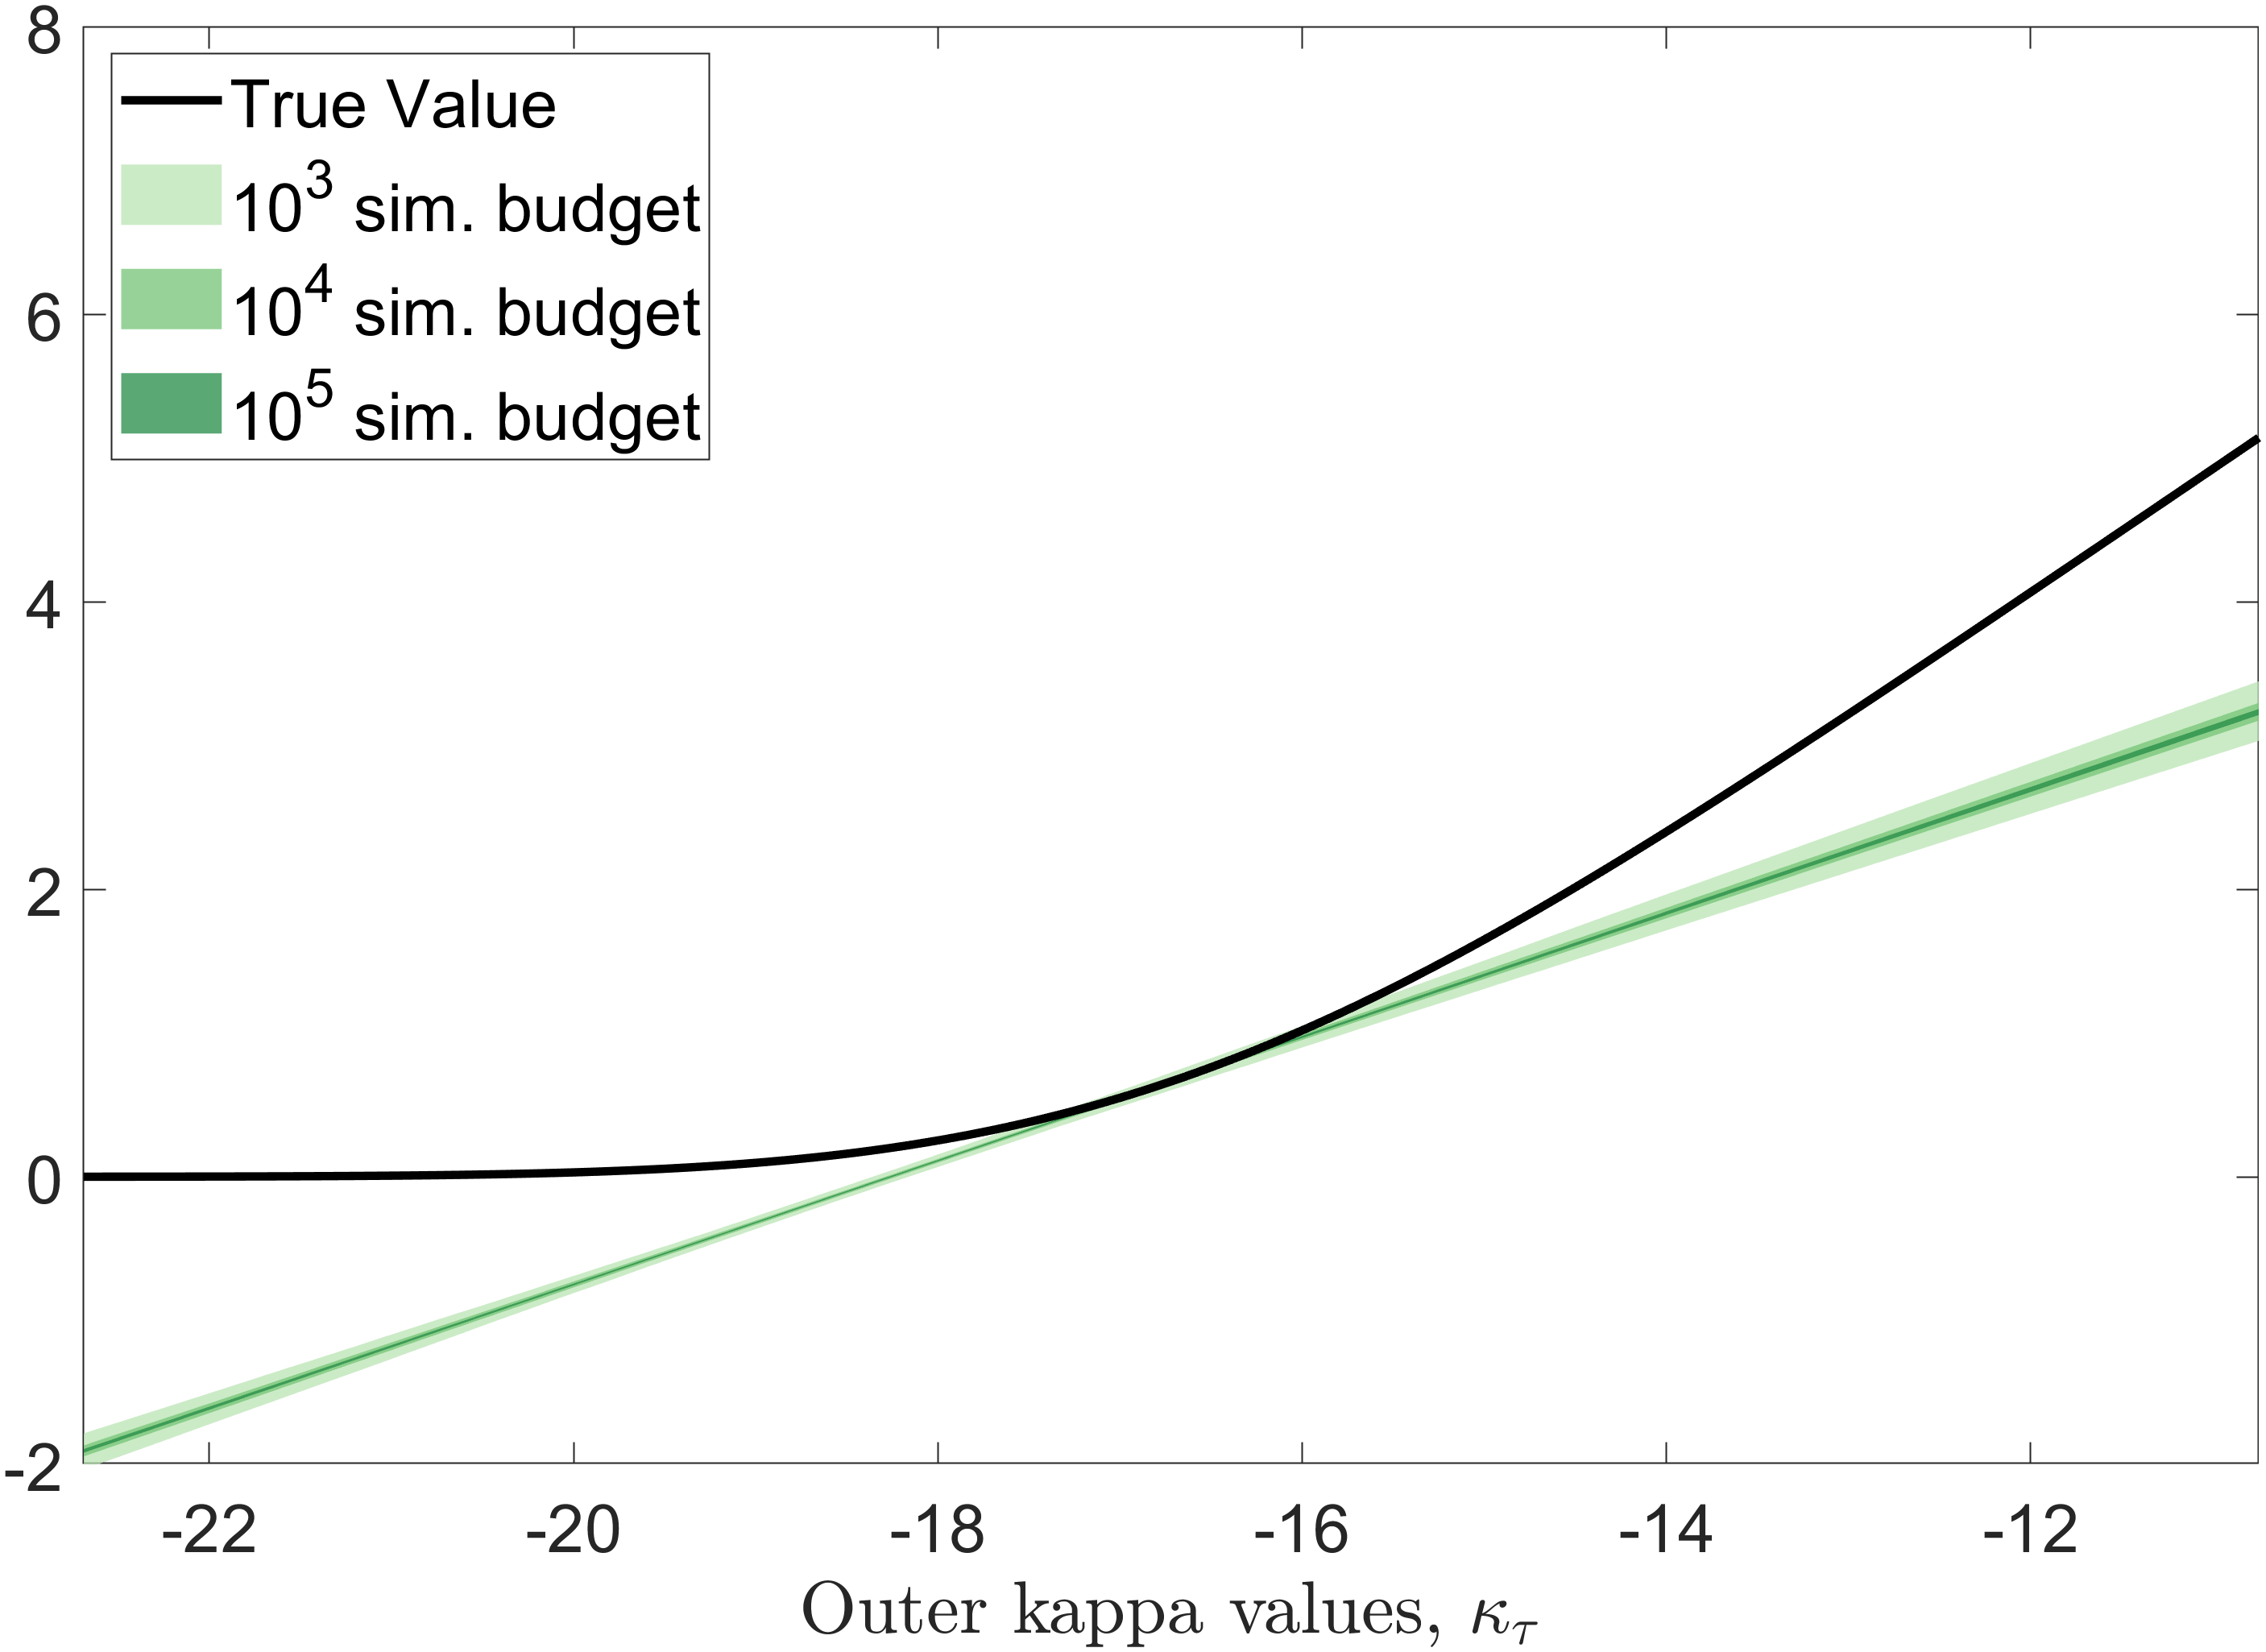 8
6
4
2
0
-2
True Value
10^3 sim. budget
10^4 sim. budget
10^5 sim. budget
-22 -20 -18 -16 -14 -12
Outer kappa values, κ_τ